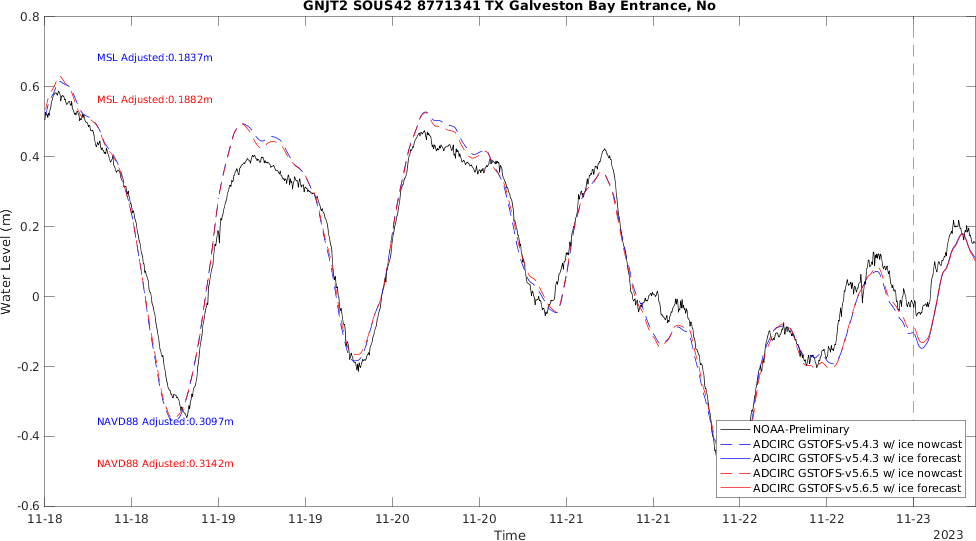 GNJT2 SOUS42 8771341 TX Galveston Bay Entrance, No
0.8
0.6
0.4
0.2
0
-0.2
-0.4
-0.6
Water Level (m)
MSL Adjusted:0.1837m
MSL Adjusted:0.1882m
NAVD88 Adjusted:0.3097m
NAVD88 Adjusted:0.3142m
NOAA-Preliminary
ADCIRC GSTOFS-v5.4.3 w/ ice nowcast
ADCIRC GSTOFS-v5.4.3 w/ ice forecast
ADCIRC GSTOFS-v5.6.5 w/ ice nowcast
ADCIRC GSTOFS-v5.6.5 w/ ice forecast
11-18 11-18 11-19 11-19 11-20 11-20 11-21 11-21 11-22 11-22 11-23
Time
2023